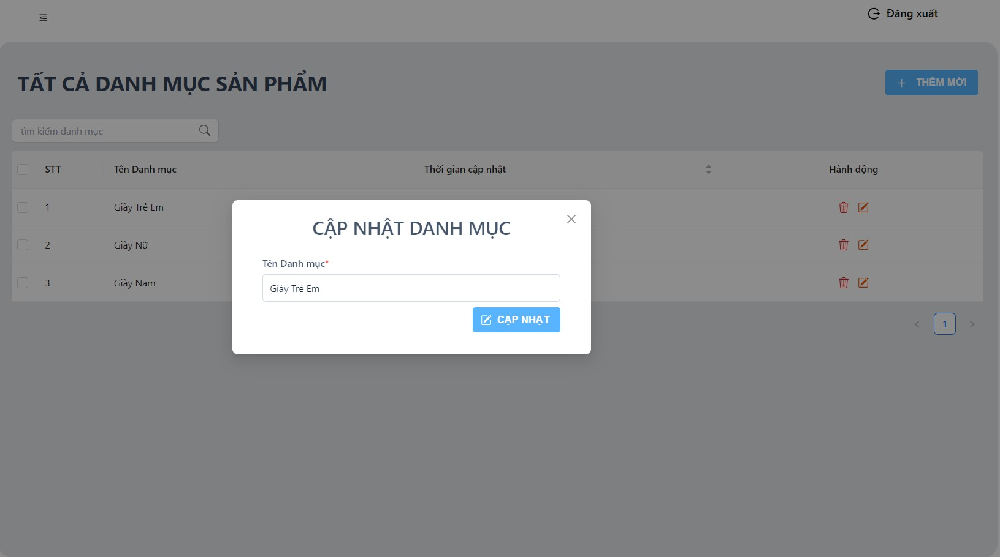 Đăng xuất
TẤT CẢ DANH MỤC SẢN PHẨM
THÊM MỚI
tìm kiếm danh mục
STT Tên Danh mục Thời gian cập nhật Hành động
1 Giày Trẻ Em
2 Giày Nữ
3 Giày Nam
CẬP NHẬT DANH MỤC
Tên Danh mục*
Giày Trẻ Em
CẬP NHẬT
1